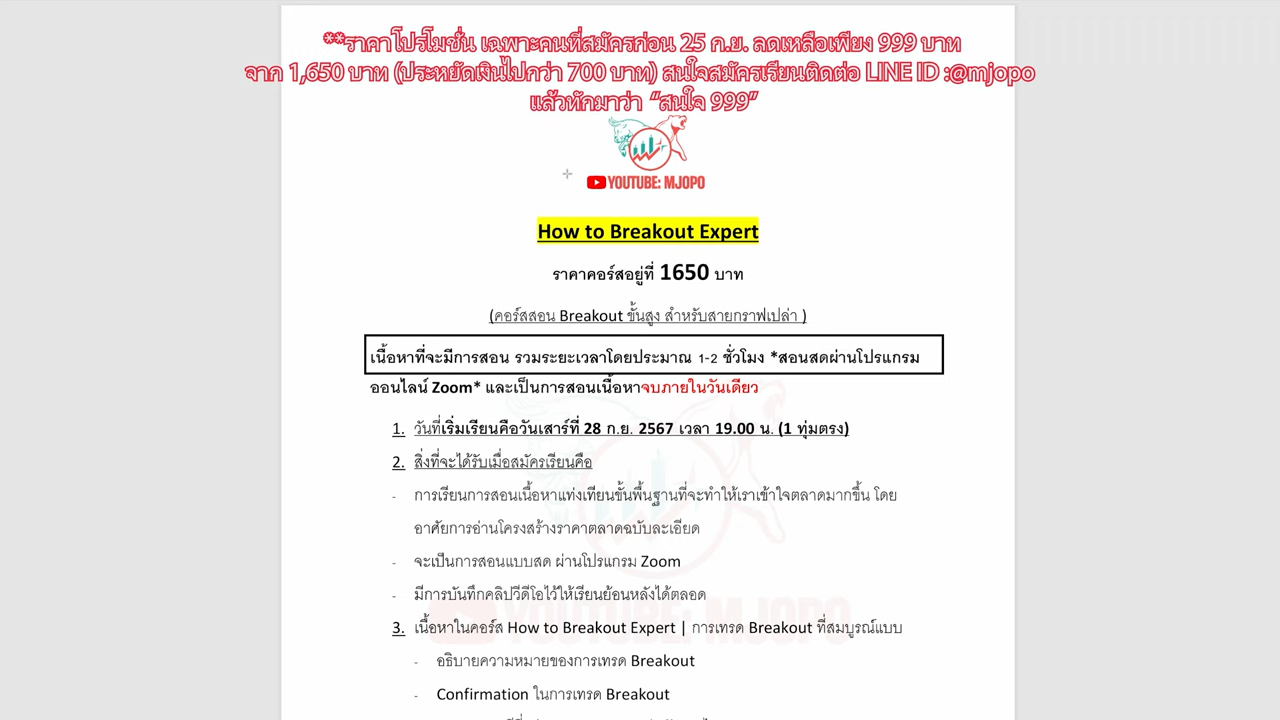 **ราคาโปรโมชั่น เฉพาะคนที่สมัครก่อน 25 ก.ย. ลดเหลือเพียง 999 บาท
จาก 1,650 บาท (ประหยัดเงินไปกว่า 700 บาท) สนใจสมัครเรียนติดต่อ LINE ID :@mjopo
แล้วทักมาว่า “สนใจ 999”
YOUTUBE: MJOPO
How to Breakout Expert
ราคาคอร์สอยู่ที่ 1650 บาท
(คอร์สสอน Breakout ขั้นสูง สำหรับสายกราฟเปล่า )
เนื้อหาที่จะมีการสอน รวมระยะเวลาโดยประมาณ 1-2 ชั่วโมง *สอนสดผ่านโปรแกรม
ออนไลน์ Zoom* และเป็นการสอนเนื้อหาจบภายในวันเดียว
1. วันที่เริ่มเรียนคือวันเสาร์ที่ 28 ก.ย. 2567 เวลา 19.00 น. (1 ทุ่มตรง)
2. สิ่งที่จะได้รับเมื่อสมัครเรียนคือ
- การเรียนการสอนเนื้อหาแท่งเทียนขั้นพื้นฐานที่จะทำให้เราเข้าใจตลาดมากขึ้น โดย
อาศัยการอ่านโครงสร้างราคาตลาดฉบับละเอียด
- จะเป็นการสอนแบบสด ผ่านโปรแกรม Zoom
- มีการบันทึกคลิปวีดีโอไว้ให้เรียนย้อนหลังได้ตลอด
YOUTUBE: MJOPO
3. เนื้อหาในคอร์ส How to Breakout Expert | การเทรด Breakout ที่สมบูรณ์แบบ
- อธิบายความหมายของการเทรด Breakout
- Confirmation ในการเทรด Breakout